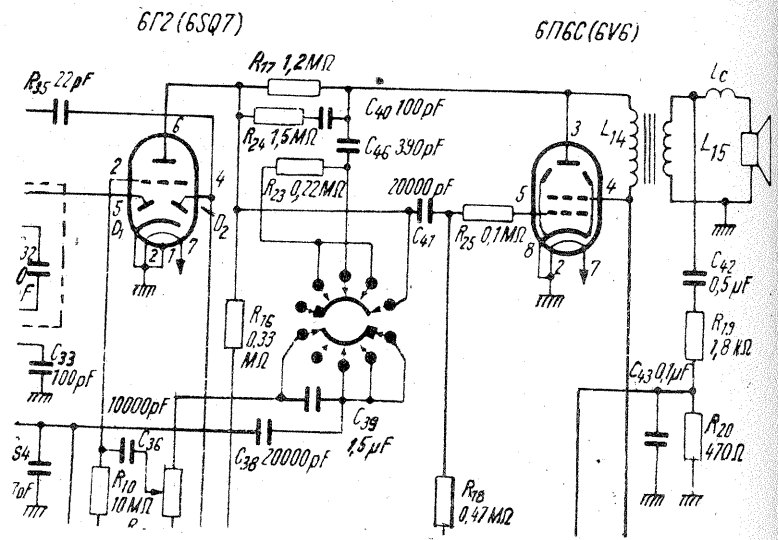 6Г2(6SQ7)
6П6С(6V6)
R35 22pF
R17 1,2MΩ
R24 1,5MΩ
C40 100pF
C46 390pF
R23 0,22MΩ
20000pF
C41
R25 0,1MΩ
L14
Lc
L15
6
2
4
5
D1
D2
2
1
7
3
5
4
8
2
7
C42
0,5μF
R19
1,8kΩ
C43 0,1μF
R20
470Ω
R16
0,33
MΩ
32
0
F
C33
100pF
10000pF
C36
C39
1,5μF
C38 20000pF
S4
R10
10MΩ
R18
0,47MΩ